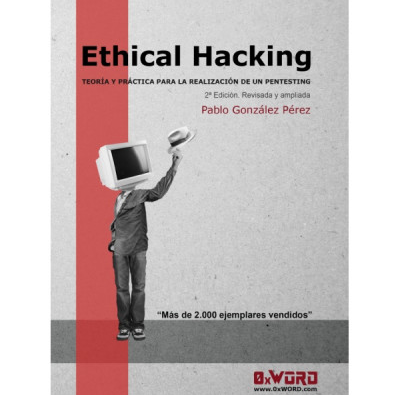 Ethical Hacking
TEORÍA Y PRÁCTICA PARA LA REALIZACIÓN DE UN PENTESTING
2ª Edición. Revisada y ampliada
Pablo González Pérez
“Más de 2.000 ejemplares vendidos”
0xWORD
www.0xWORD.com